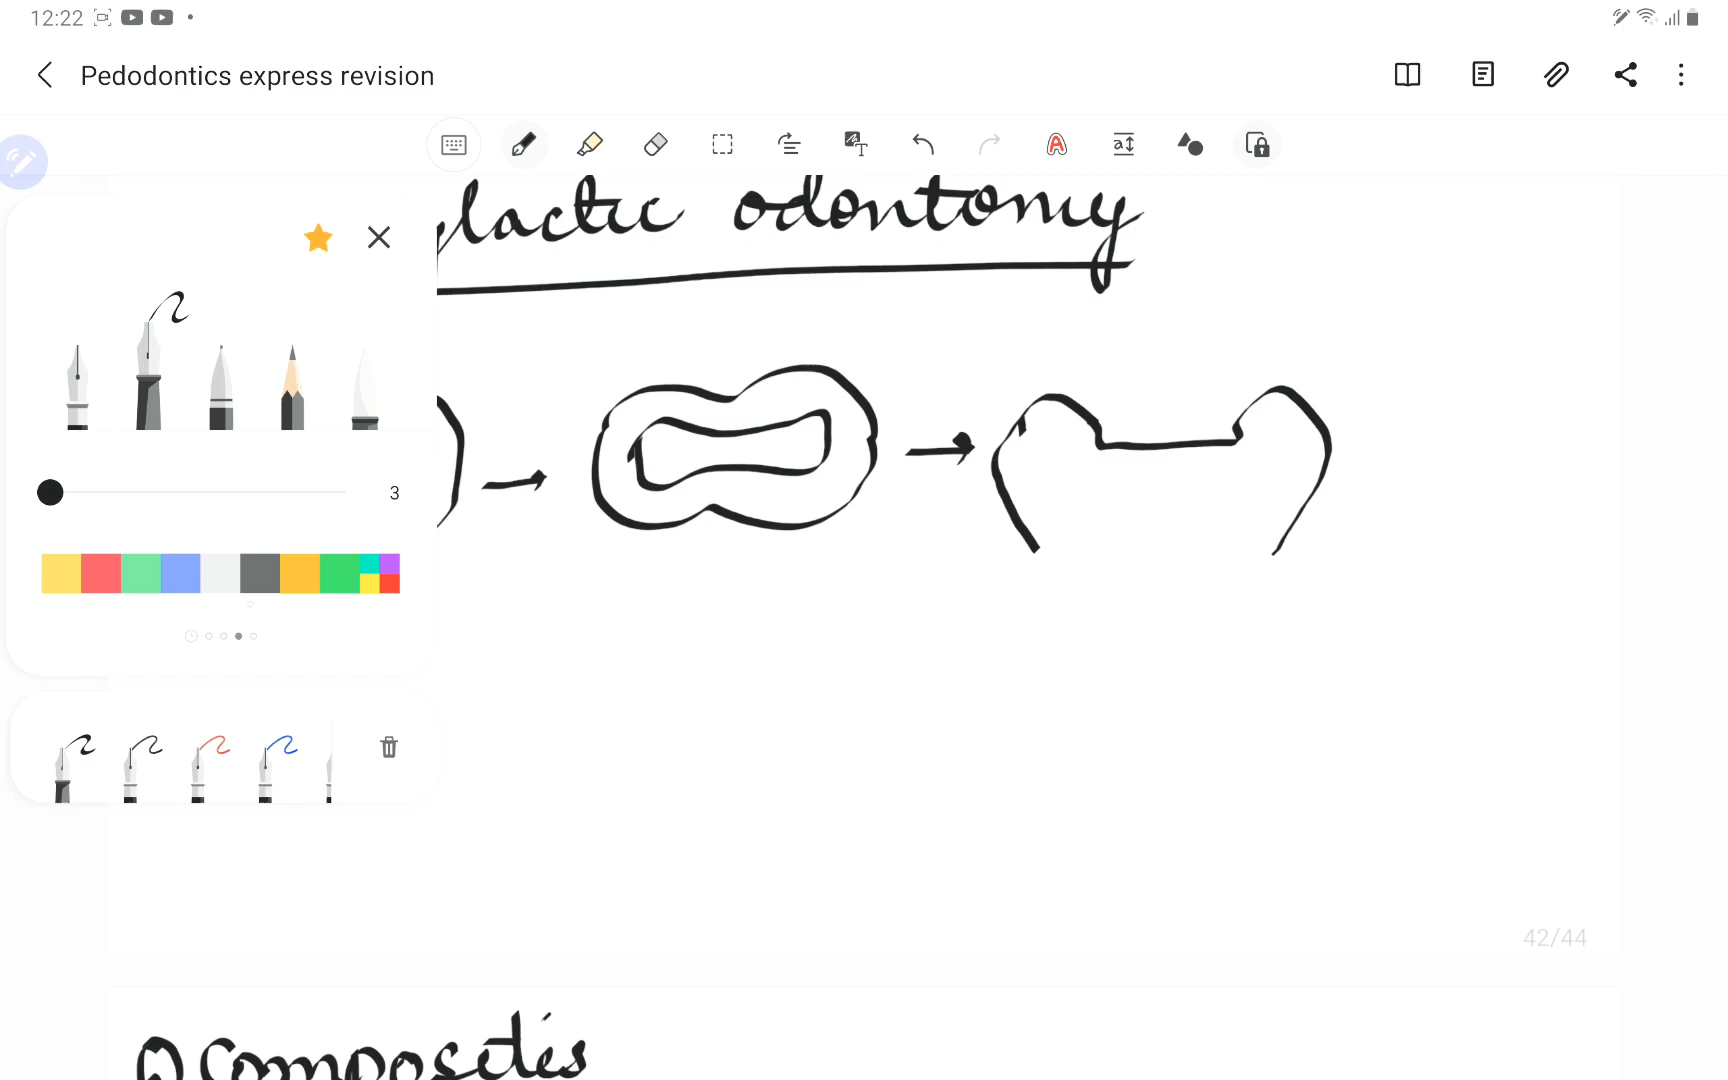 12:22
Pedodontics express revision
lactic odontomy
3
42/44
Composites